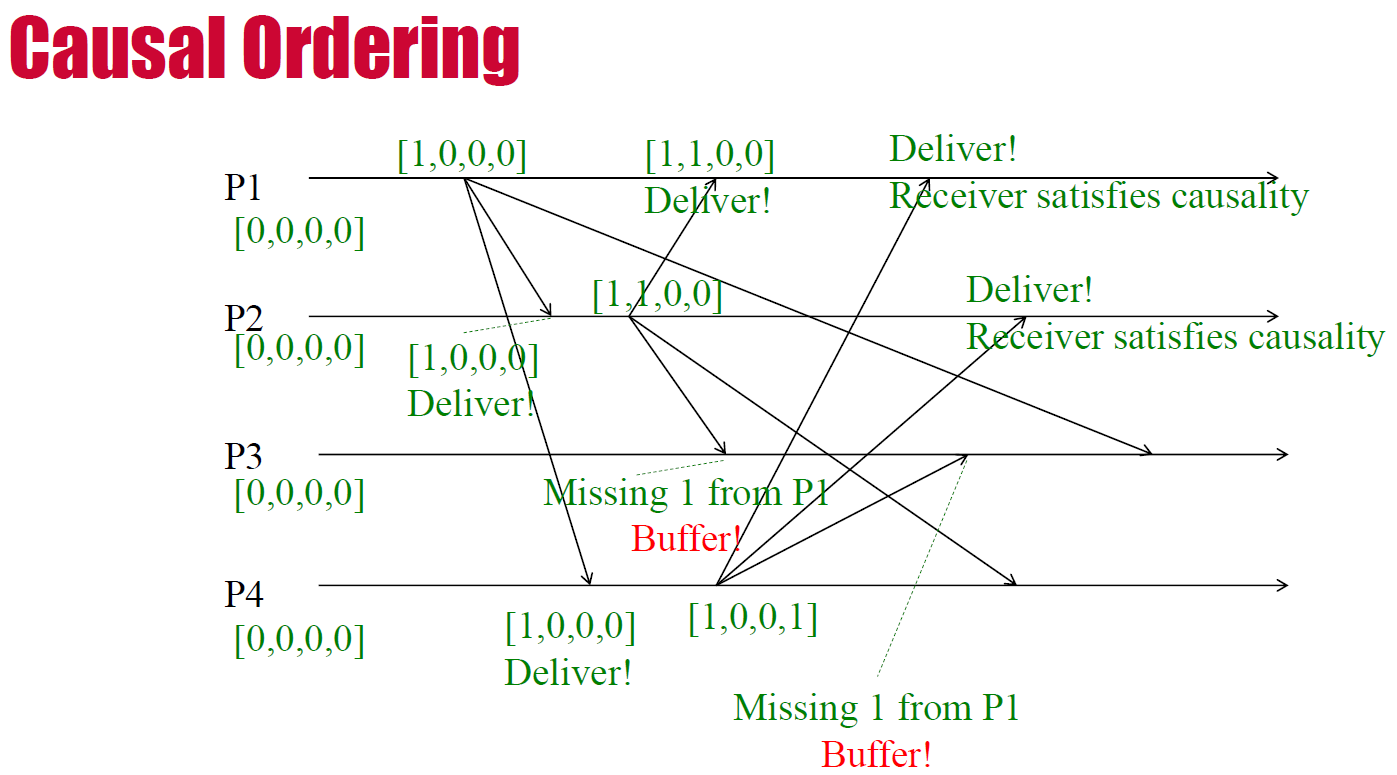 Causal Ordering
[1,0,0,0]
[1,1,0,0]
Deliver!
P1
Deliver!
Receiver satisfies causality
[0,0,0,0]
[1,1,0,0]
Deliver!
P2
Receiver satisfies causality
[0,0,0,0]
[1,0,0,0]
Deliver!
P3
[0,0,0,0]
Missing 1 from P1
Buffer!
P4
[0,0,0,0]
[1,0,0,0]
Deliver!
[1,0,0,1]
Missing 1 from P1
Buffer!